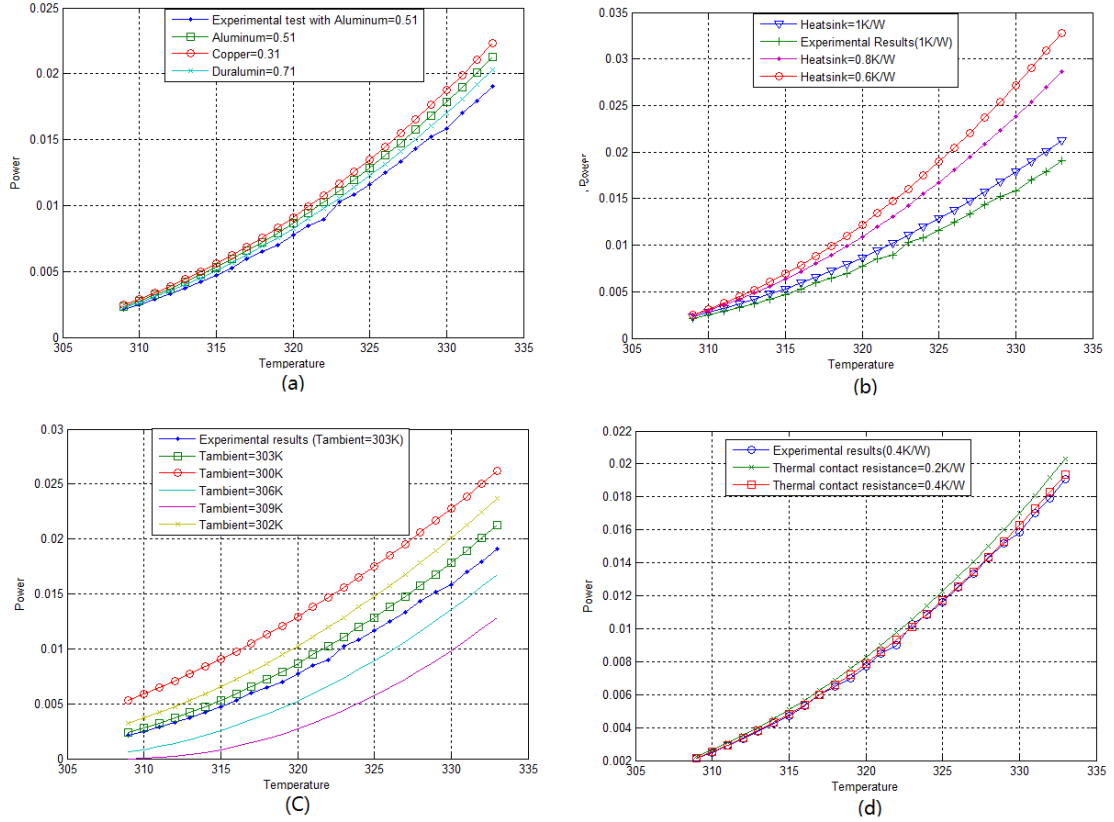 0.025
0.02
0.015
0.01
0.005
0
Power
Experimental test with Aluminum=0.51
Aluminum=0.51
Copper=0.31
Duralumin=0.71
305 310 315 320 325 330 335
Temperature
(a)
0.035
0.03
0.025
0.02
0.015
0.01
0.005
0
Power
Heatsink=1K/W
Experimental Results(1K/W)
Heatsink=0.8K/W
Heatsink=0.6K/W
305 310 315 320 325 330 335
Temperature
(b)
0.03
0.025
0.02
0.015
0.01
0.005
0
Power
Experimental results (Tambient=303K)
Tambient=303K
Tambient=300K
Tambient=306K
Tambient=309K
Tambient=302K
305 310 315 320 325 330 335
Temperature
(C)
0.022
0.02
0.018
0.016
0.014
0.012
0.01
0.008
0.006
0.004
0.002
Power
Experimental results(0.4K/W)
Thermal contact resistance=0.2K/W
Thermal contact resistance=0.4K/W
305 310 315 320 325 330 335
Temperature
(d)